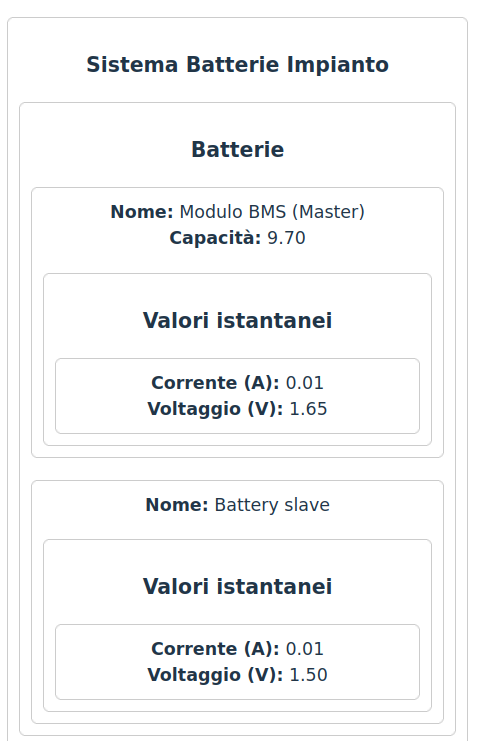 Sistema Batterie Impianto
Batterie
Nome: Modulo BMS (Master)
Capacità: 9.70
Valori istantanei
Corrente (A): 0.01
Voltaggio (V): 1.65
Nome: Battery slave
Valori istantanei
Corrente (A): 0.01
Voltaggio (V): 1.50